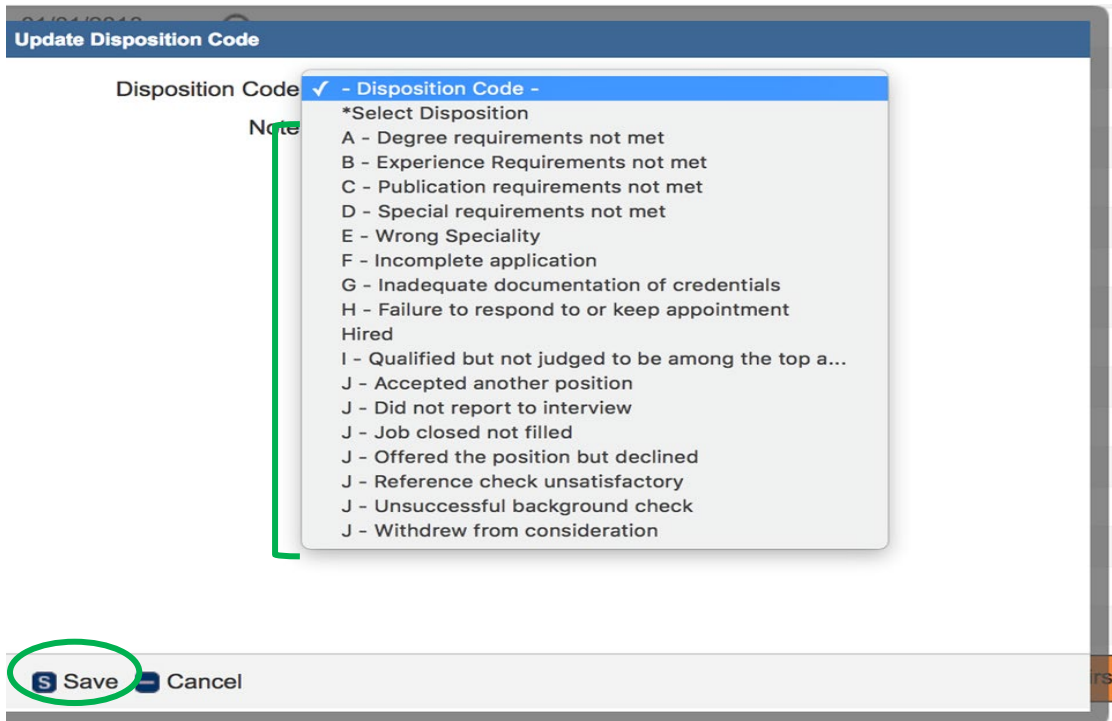 Update Disposition Code
Disposition Code ✓ - Disposition Code -
*Select Disposition
Note
A - Degree requirements not met
B - Experience Requirements not met
C - Publication requirements not met
D - Special requirements not met
E - Wrong Speciality
F - Incomplete application
G - Inadequate documentation of credentials
H - Failure to respond to or keep appointment
Hired
I - Qualified but not judged to be among the top a...
J - Accepted another position
J - Did not report to interview
J - Job closed not filled
J - Offered the position but declined
J - Reference check unsatisfactory
J - Unsuccessful background check
J - Withdrew from consideration
S Save Cancel